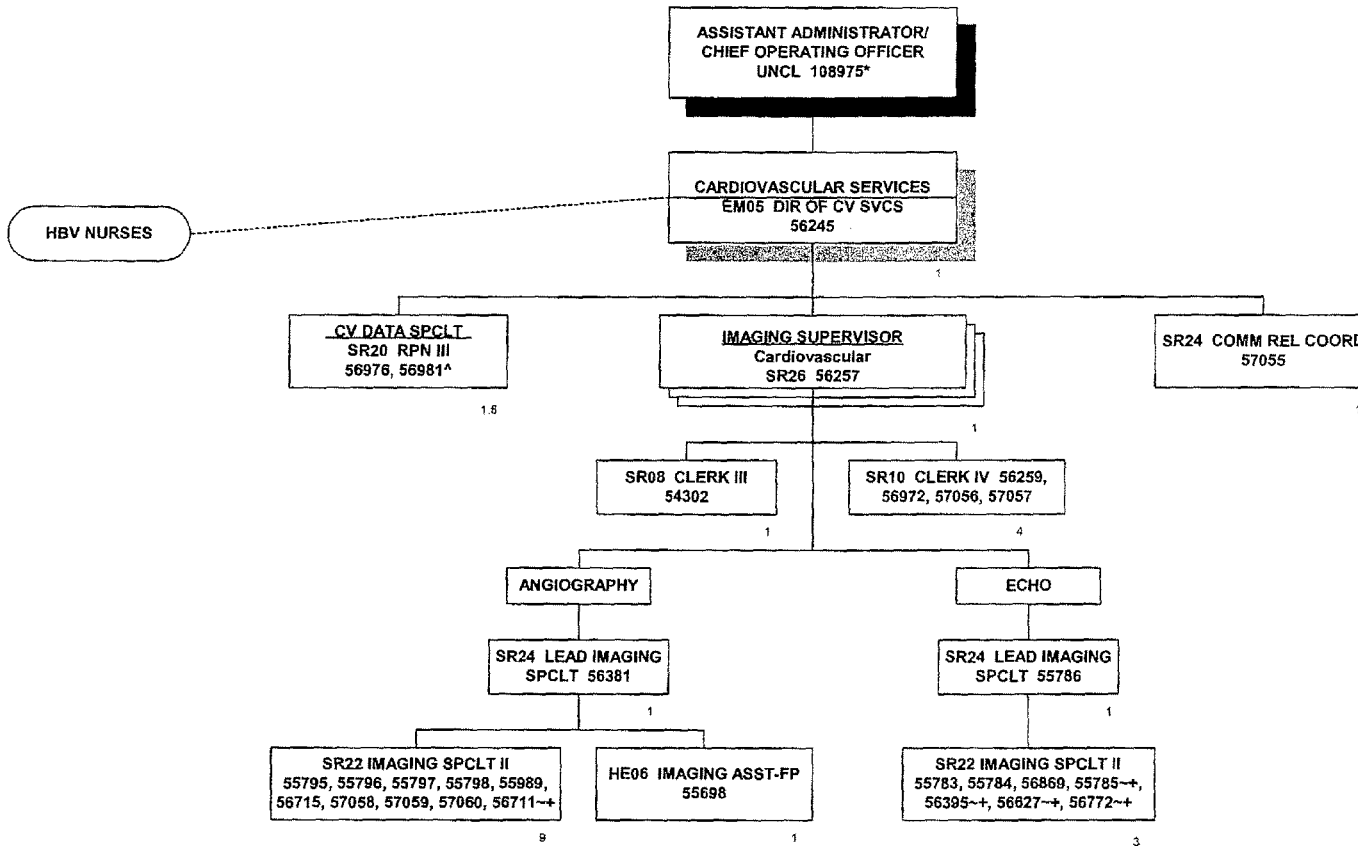 ASSISTANT ADMINISTRATOR/
CHIEF OPERATING OFFICER
UNCL 108975*
CARDIOVASCULAR SERVICES
EM05 DIR OF CV SVCS
56245
1
HBV NURSES
CV DATA SPCLT
SR20 RPN III
56976, 56981^
IMAGING SUPERVISOR
Cardiovascular
SR26 56257
1
SR24 COMM REL COORD
57055
SR08 CLERK III
54302
1
SR10 CLERK IV 56259,
56972, 57056, 57057
4
ANGIOGRAPHY
ECHO
SR24 LEAD IMAGING
SPCLT 56381
1
SR24 LEAD IMAGING
SPCLT 55786
1
SR22 IMAGING SPCLT II
55795, 55796, 55797, 55798, 55989,
56715, 57058, 57059, 57060, 56711~+
9
HE06 IMAGING ASST-FP
55698
1
SR22 IMAGING SPCLT II
55783, 55784, 56869, 55785~+,
56395~+, 56627~+, 56772~+
3